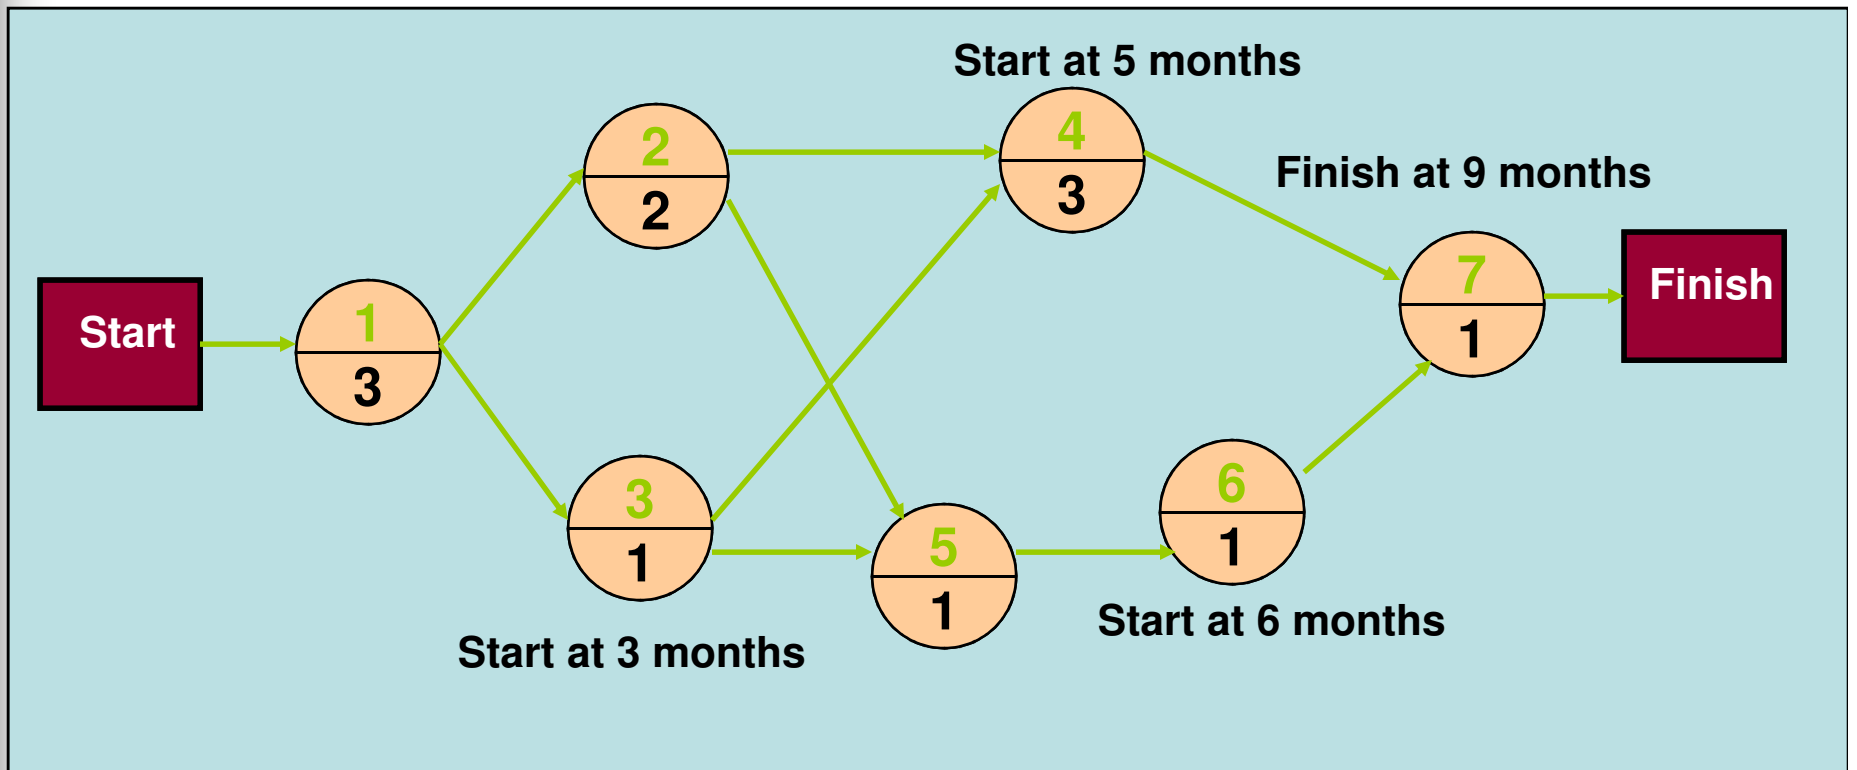 Start at 5 months
2
2
4
3
Finish at 9 months
Start
1
3
7
1
Finish
3
1
5
1
6
1
Start at 3 months
Start at 6 months